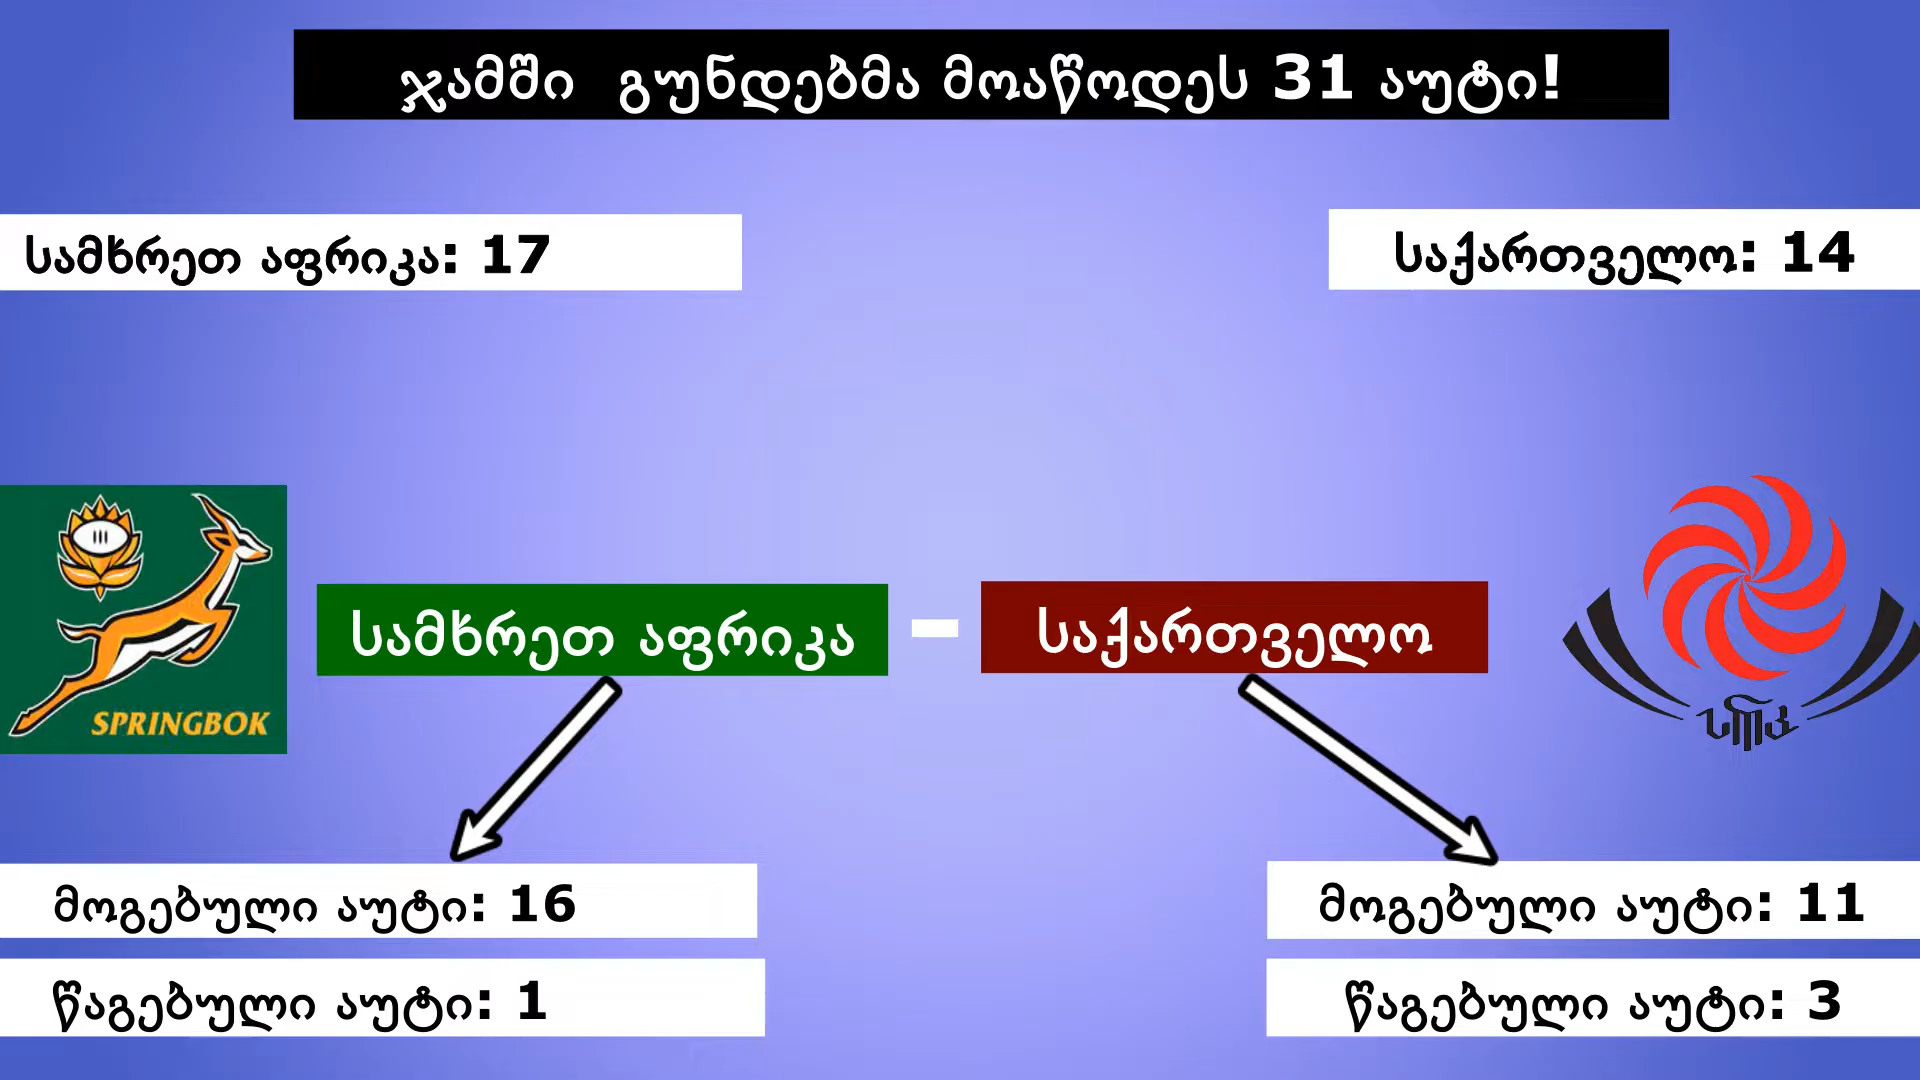 ჯამში გუნდებმა მოაწოდეს 31 აუტი!
სამხრეთ აფრიკა: 17
საქართველო: 14
SPRINGBOK
სამხრეთ აფრიკა - საქართველო
მოგებული აუტი: 16
მოგებული აუტი: 11
წაგებული აუტი: 1
წაგებული აუტი: 3